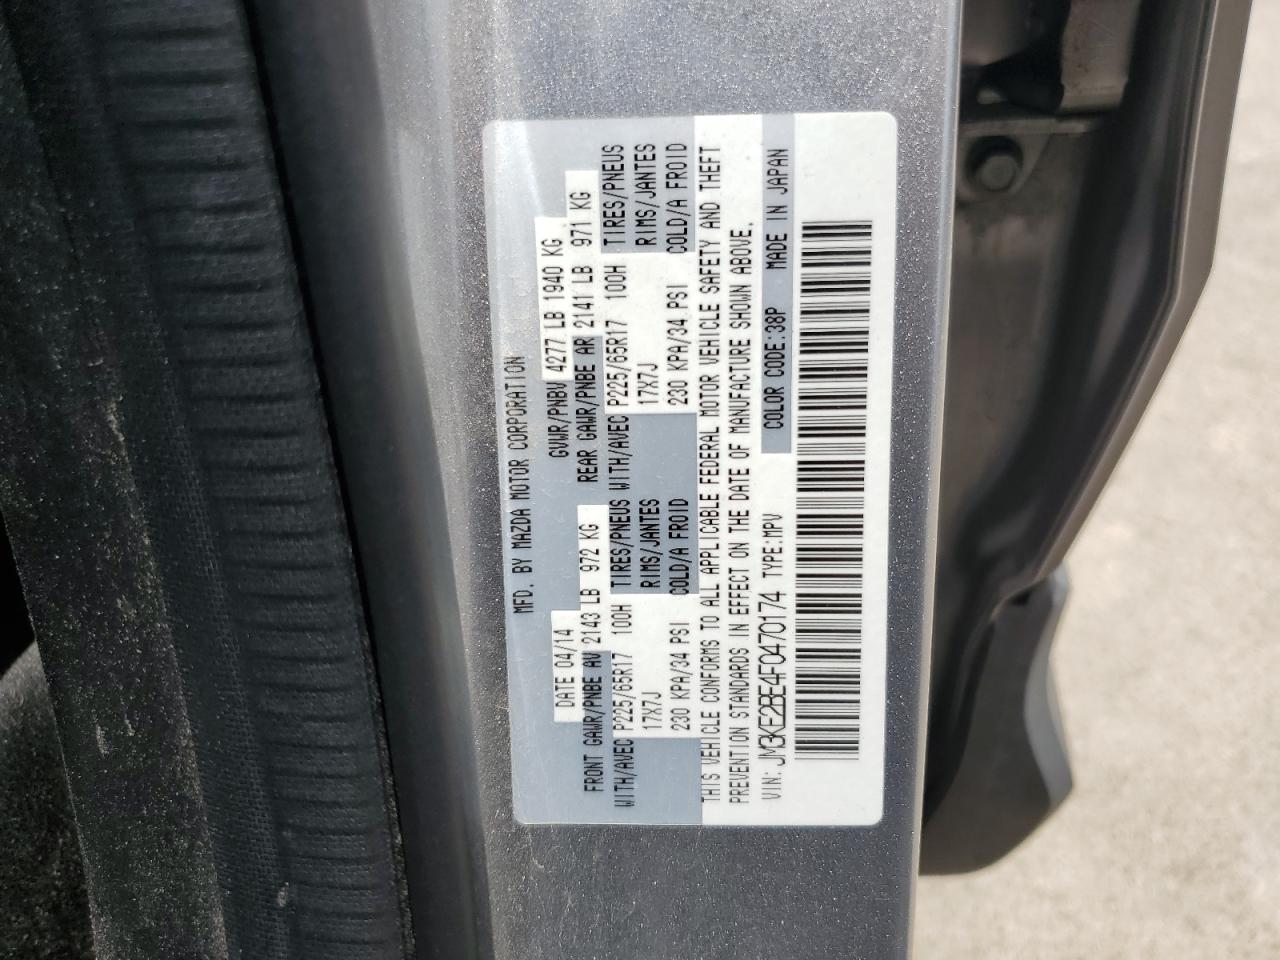 MFD. BY MAZDA MOTOR CORPORATION
DATE 04/14 GVWR/PNBV 4277 LB 1940 KG
FRONT GAWR/PNBE AV 2143 LB 972 KG REAR GAWR/PNBE AR 2141 LB 971 KG
WITH/AVEC P225/65R17 100H TIRES/PNEUS WITH/AVEC P225/65R17 100H TIRES/PNEUS
17X7J RIMS/JANTES 17X7J RIMS/JANTES
230 KPA/34 PSI COLD/A FROID 230 KPA/34 PSI COLD/A FROID
THIS VEHICLE CONFORMS TO ALL APPLICABLE FEDERAL MOTOR VEHICLE SAFETY AND THEFT
PREVENTION STANDARDS IN EFFECT ON THE DATE OF MANUFACTURE SHOWN ABOVE.
VIN: JM3KE2BE4F0470174 TYPE:MPV COLOR CODE:38P MADE IN JAPAN